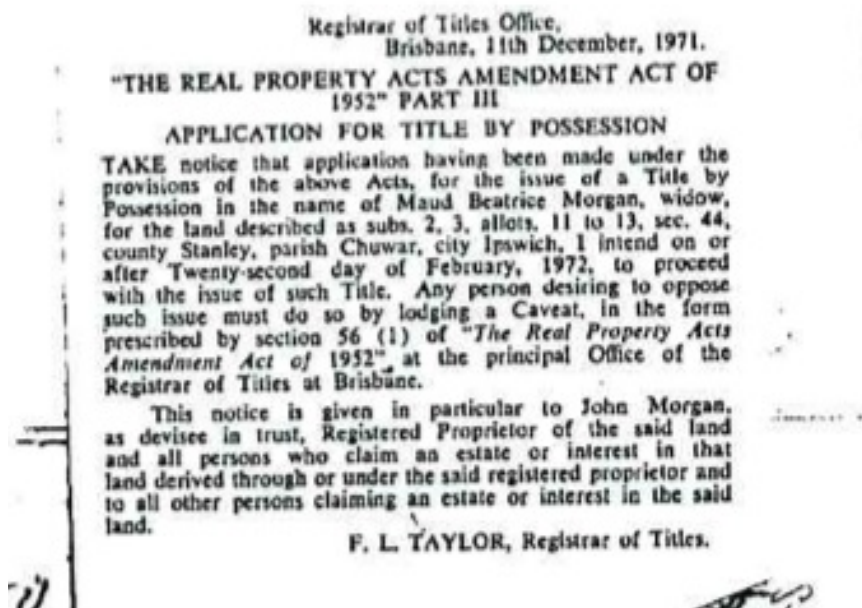 Registrar of Titles Office,
Brisbane, 11th December, 1971.
"THE REAL PROPERTY ACTS AMENDMENT ACT OF
1952" PART III
APPLICATION FOR TITLE BY POSSESSION
TAKE notice that application having been made under the
provisions of the above Acts, for the issue of a Title by
Possession in the name of Maud Beatrice Morgan, widow,
for the land described as subs. 2, 3, allots. 11 to 13, sec. 44,
county Stanley, parish Chuwar, city Ipswich, I intend on or
after Twenty-second day of February, 1972, to proceed
with the issue of such Title. Any person desiring to oppose
such issue must do so by lodging a Caveat, in the form
prescribed by section 56 (1) of "The Real Property Acts
Amendment Act of 1952", at the principal Office of the
Registrar of Titles at Brisbane.
This notice is given in particular to John Morgan,
as devisee in trust, Registered Proprietor of the said land
and all persons who claim an estate or interest in that
land derived through or under the said registered proprietor and
to all other persons claiming an estate or interest in the said
land.
F. L. TAYLOR, Registrar of Titles.